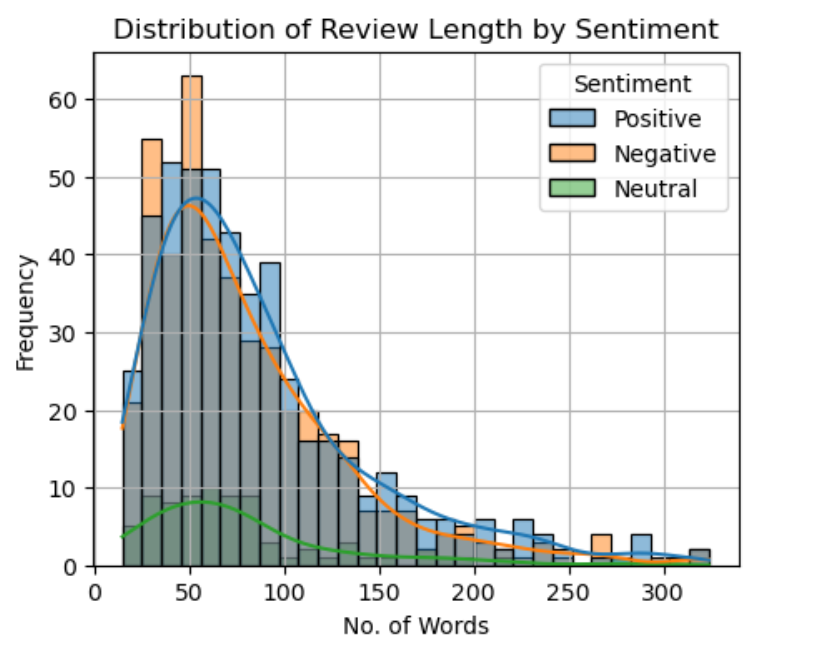 Distribution of Review Length by Sentiment
Sentiment
Positive
Negative
Neutral
60
50
40
30
20
10
0
Frequency
0 50 100 150 200 250 300
No. of Words